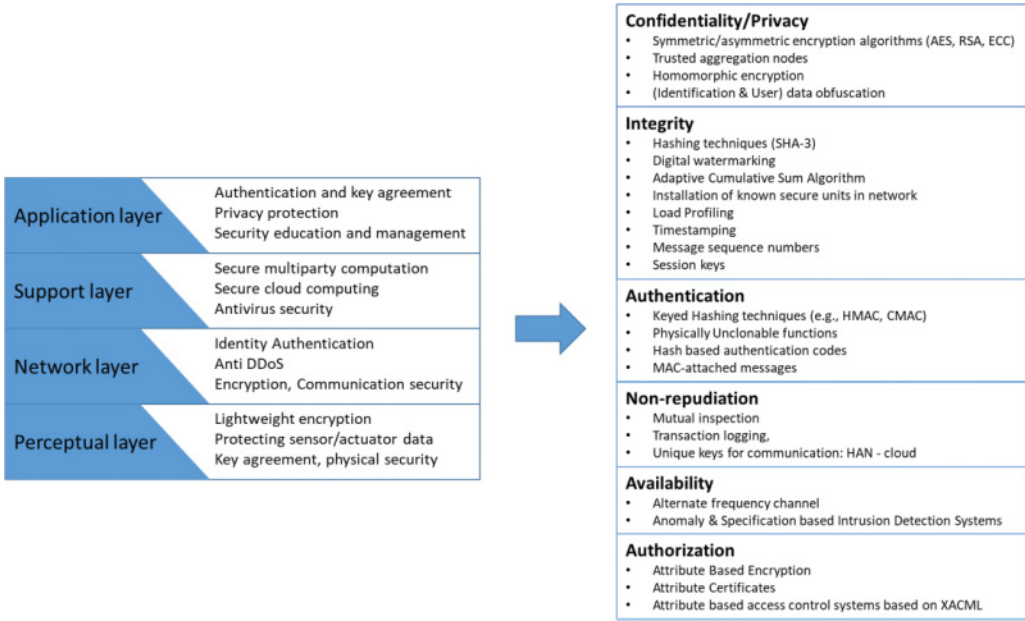 Application layer
Authentication and key agreement
Privacy protection
Security education and management
Support layer
Secure multiparty computation
Secure cloud computing
Antivirus security
Network layer
Identity Authentication
Anti DDoS
Encryption, Communication security
Perceptual layer
Lightweight encryption
Protecting sensor/actuator data
Key agreement, physical security
Confidentiality/Privacy
• Symmetric/asymmetric encryption algorithms (AES, RSA, ECC)
• Trusted aggregation nodes
• Homomorphic encryption
• (Identification & User) data obfuscation
Integrity
• Hashing techniques (SHA-3)
• Digital watermarking
• Adaptive Cumulative Sum Algorithm
• Installation of known secure units in network
• Load Profiling
• Timestamping
• Message sequence numbers
• Session keys
Authentication
• Keyed Hashing techniques (e.g., HMAC, CMAC)
• Physically Unclonable functions
• Hash based authentication codes
• MAC-attached messages
Non-repudiation
• Mutual inspection
• Transaction logging,
• Unique keys for communication: HAN - cloud
Availability
• Alternate frequency channel
• Anomaly & Specification based Intrusion Detection Systems
Authorization
• Attribute Based Encryption
• Attribute Certificates
• Attribute based access control systems based on XACML